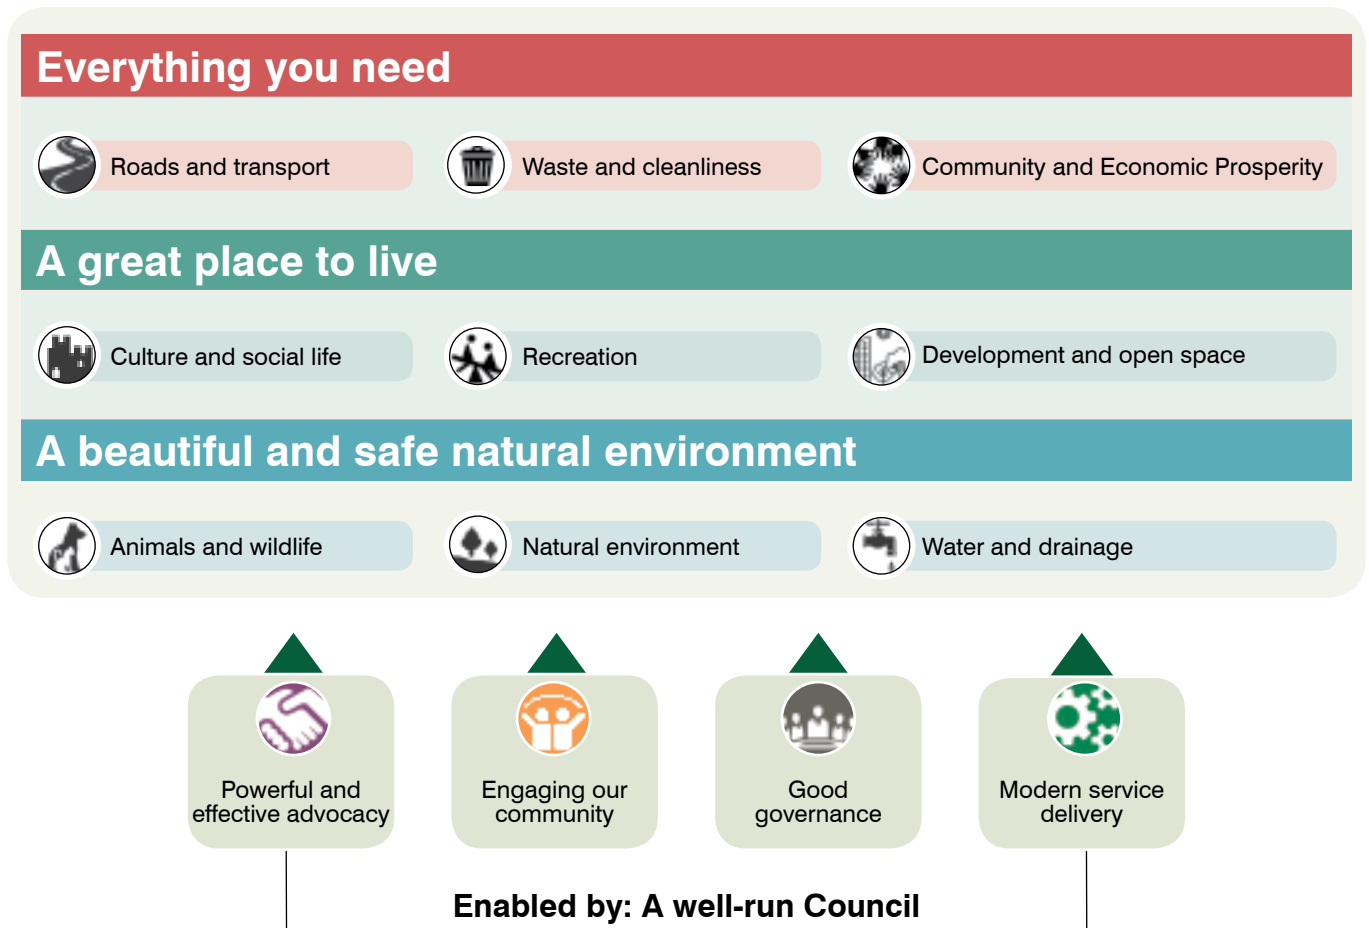 Everything you need
Roads and transport
Waste and cleanliness
Community and Economic Prosperity
A great place to live
Culture and social life
Recreation
Development and open space
A beautiful and safe natural environment
Animals and wildlife
Natural environment
Water and drainage
Powerful and
effective advocacy
Engaging our
community
Good
governance
Modern service
delivery
Enabled by: A well-run Council